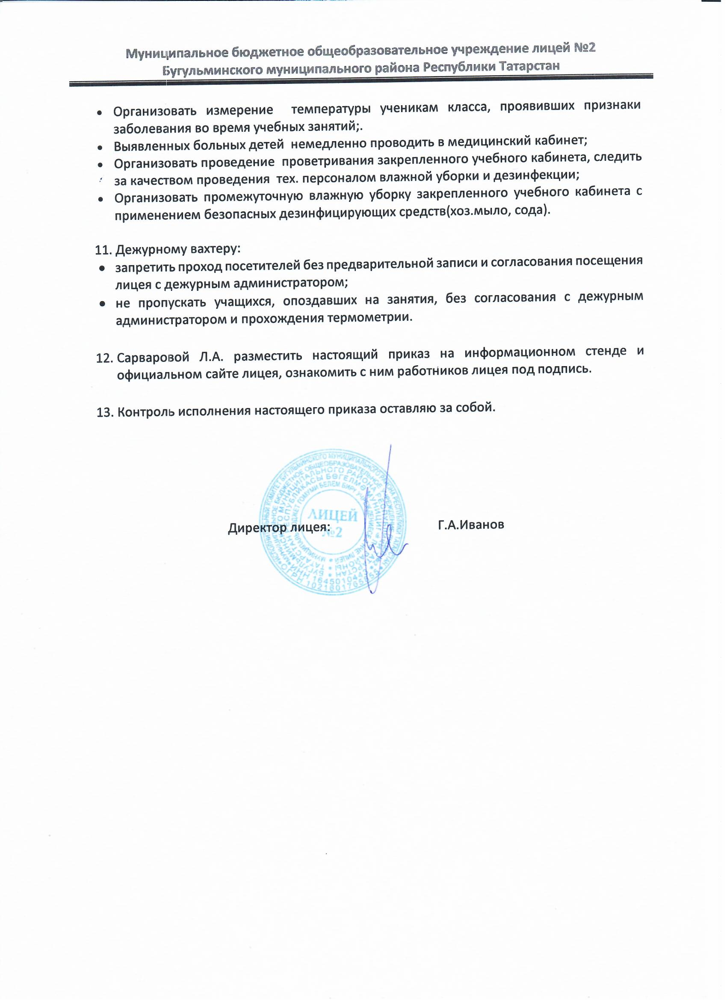 Муниципальное бюджетное общеобразовательное учреждение лицей №2
Бугульминского муниципального района Республики Татарстан
• Организовать измерение температуры ученикам класса, проявивших признаки
заболевания во время учебных занятий;.
• Выявленных больных детей немедленно проводить в медицинский кабинет;
• Организовать проведение проветривания закрепленного учебного кабинета, следить
за качеством проведения тех. персоналом влажной уборки и дезинфекции;
• Организовать промежуточную влажную уборку закрепленного учебного кабинета с
применением безопасных дезинфицирующих средств(хоз.мыло, сода).
11. Дежурному вахтеру:
• запретить проход посетителей без предварительной записи и согласования посещения
лицея с дежурным администратором;
• не пропускать учащихся, опоздавших на занятия, без согласования с дежурным
администратором и прохождения термометрии.
12. Сарваровой Л.А. разместить настоящий приказ на информационном стенде и
официальном сайте лицея, ознакомить с ним работников лицея под подпись.
13. Контроль исполнения настоящего приказа оставляю за собой.
Директор лицея:
Г.А.Иванов
ЛИЦЕЙ
№2